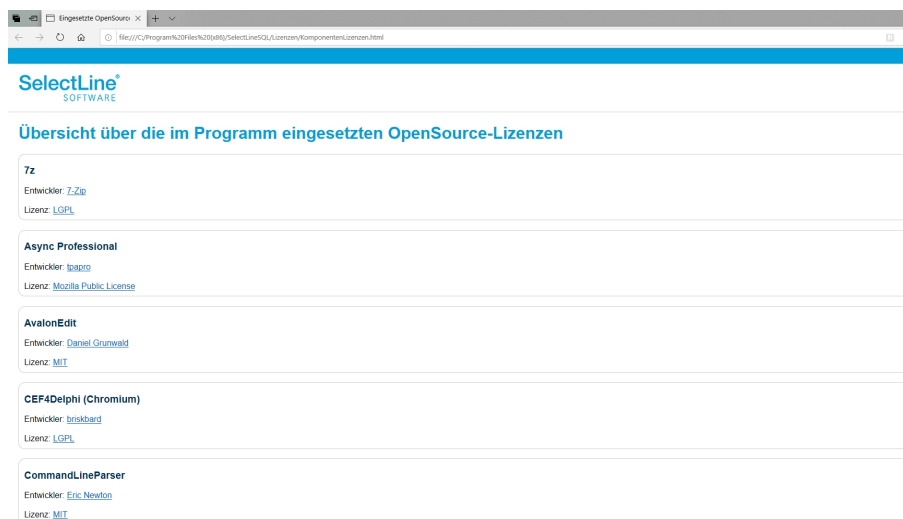 Eingesetzte OpenSource
file:///C:/Program%20Files%20(x86)/SelectLineSQL/Lizenzen/KomponentenLizenzen.html
SelectLine®
SOFTWARE
Übersicht über die im Programm eingesetzten OpenSource-Lizenzen
7z
Entwickler: 7-Zip
Lizenz: LGPL
Async Professional
Entwickler: tpapro
Lizenz: Mozilla Public License
AvalonEdit
Entwickler: Daniel Grunwald
Lizenz: MIT
CEF4Delphi (Chromium)
Entwickler: briskbard
Lizenz: LGPL
CommandLineParser
Entwickler: Eric Newton
Lizenz: MIT